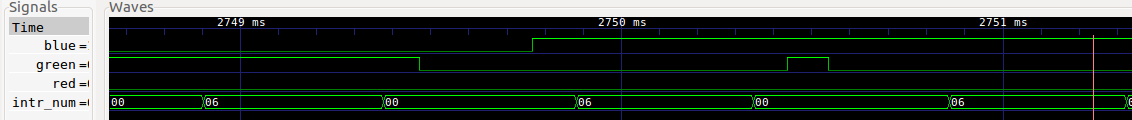 Signals
Waves
Time
2749 ms
2750 ms
2751 ms
blue =
green =
red =
intr_num =
00
06
00
06
00
06